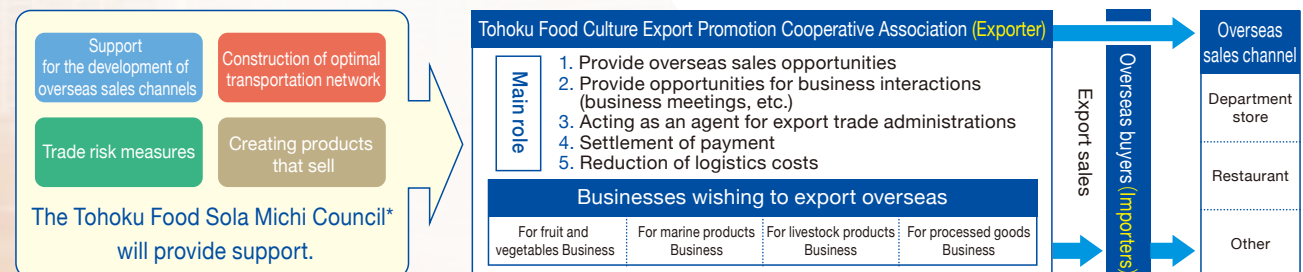 Support
for the development of
overseas sales channels
Construction of optimal
transportation network
Trade risk measures
Creating products
that sell
The Tohoku Food Sola Michi Council*
will provide support.
Tohoku Food Culture Export Promotion Cooperative Association (Exporter)
Main role
1. Provide overseas sales opportunities
2. Provide opportunities for business interactions
(business meetings, etc.)
3. Acting as an agent for export trade administrations
4. Settlement of payment
5. Reduction of logistics costs
Businesses wishing to export overseas
For fruit and
vegetables Business
For marine products
Business
For livestock products
Business
For processed goods
Business
Export sales
Overseas buyers (Importers)
Overseas
sales channel
Department
store
Restaurant
Other